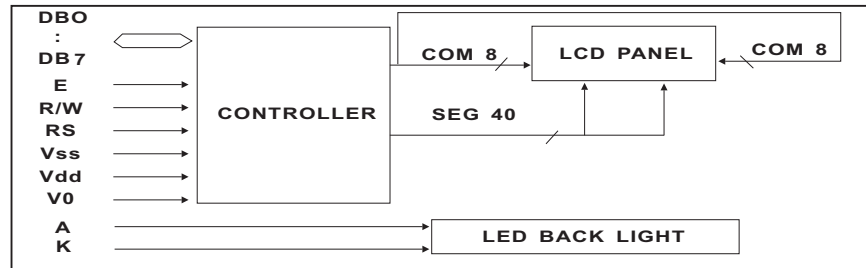 DBO
:
DB7
E
R/W
RS
Vss
Vdd
V0
A
K
CONTROLLER
COM 8
SEG 40
LCD PANEL
COM 8
LED BACK LIGHT